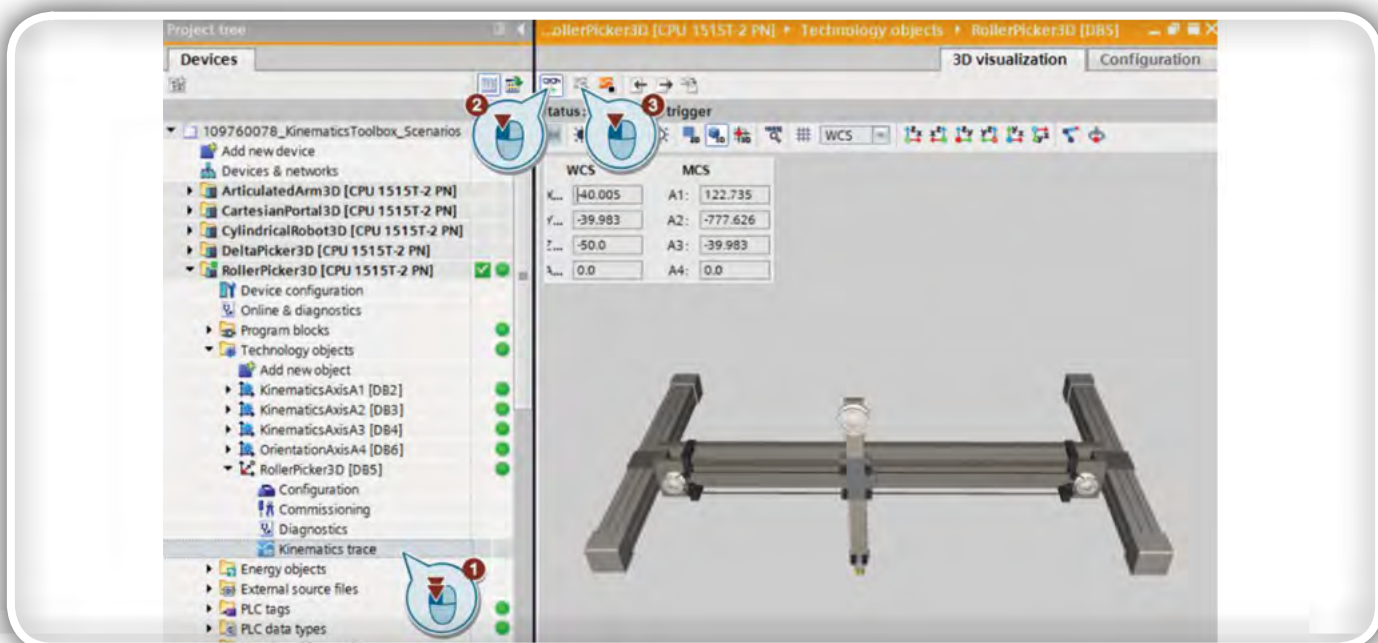 Project tree
...ollerPicker3D [CPU 1515T-2 PN] Technology objects RollerPicker3D [DB5]
Devices
3D visualization
Configuration
2
3
trigger
WCS
109760078_KinematicsToolbox_Scenarios
Add new device
Devices & networks
ArticulatedArm3D [CPU 1515T-2 PN]
CartesianPortal3D [CPU 1515T-2 PN]
CylindricalRobot3D [CPU 1515T-2 PN]
DeltaPicker3D [CPU 1515T-2 PN]
RollerPicker3D [CPU 1515T-2 PN]
Device configuration
Online & diagnostics
Program blocks
Technology objects
Add new object
KinematicsAxisA1 [DB2]
KinematicsAxisA2 [DB3]
KinematicsAxisA3 [DB4]
OrientationAxisA4 [DB6]
RollerPicker3D [DB5]
Configuration
Commissioning
Diagnostics
Kinematics trace
1
Energy objects
External source files
PLC tags
PLC data types
WCS MCS
-40.005 A1: 122.735
-39.983 A2: -777.626
-50.0 A3: -39.983
0.0 A4: 0.0